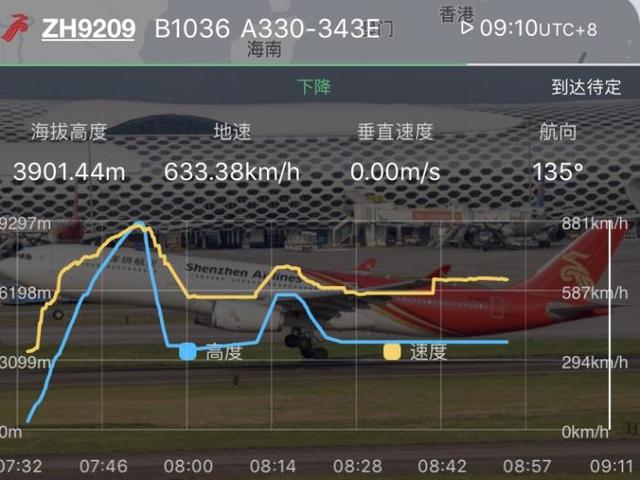 香港
ZH9209 B1036 A330-343E 09:10UTC+8
海南
下降 到达待定
海拔高度 地速 垂直速度 航向
3901.44m 633.38km/h 0.00m/s 135°
9297m 881km/h
Shenzhen Airlines
6198m 587km/h
高度 速度
3099m 294km/h
0m 0km/h
07:32 07:46 08:00 08:14 08:28 08:42 08:57 09:11